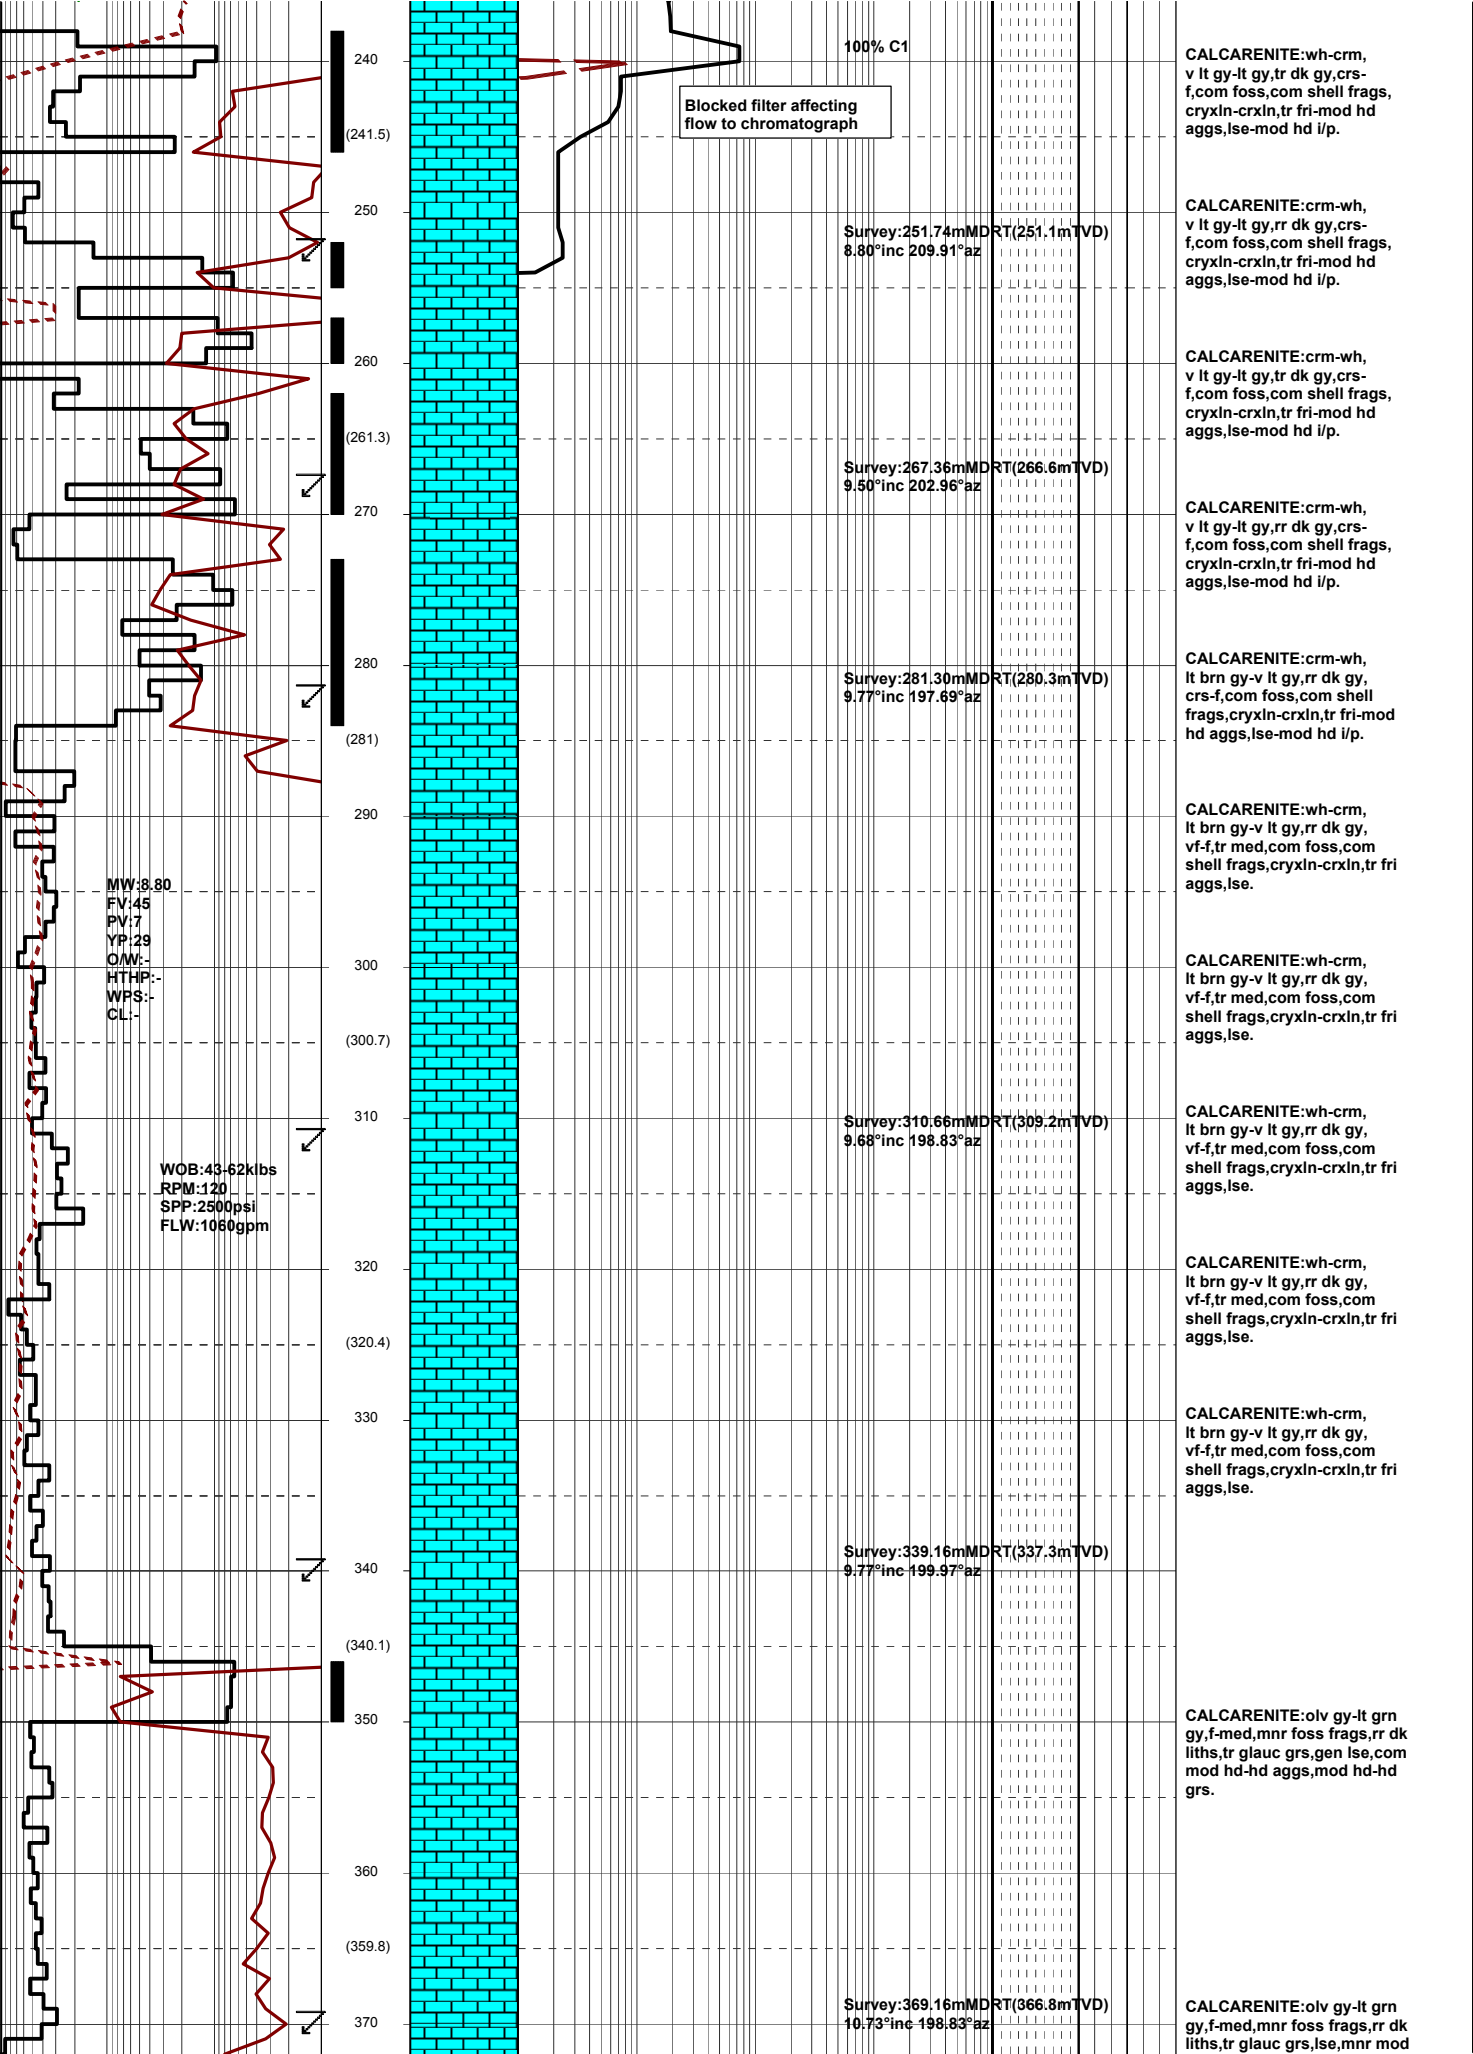 100% C1
240
CALCARENITE:wh-crm,
v lt gy-lt gy,tr dk gy,crs-
f,com foss,com shell frags,
cryxln-crxln,tr fri-mod hd
aggs,lse-mod hd i/p.
Blocked filter affecting
flow to chromatograph
(241.5)
250
CALCARENITE:crm-wh,
v lt gy-lt gy,rr dk gy,crs-
f,com foss,com shell frags,
cryxln-crxln,tr fri-mod hd
aggs,lse-mod hd i/p.
Survey:251.74mMDRT(251.1mTVD)
8.80°inc 209.91°az
260
CALCARENITE:crm-wh,
v lt gy-lt gy,tr dk gy,crs-
f,com foss,com shell frags,
cryxln-crxln,tr fri-mod hd
aggs,lse-mod hd i/p.
(261.3)
Survey:267.36mMDRT(266.6mTVD)
9.50°inc 202.96°az
270
CALCARENITE:crm-wh,
v lt gy-lt gy,rr dk gy,crs-
f,com foss,com shell frags,
cryxln-crxln,tr fri-mod hd
aggs,lse-mod hd i/p.
280
Survey:281.30mMDRT(280.3mTVD)
9.77°inc 197.69°az
CALCARENITE:crm-wh,
lt brn gy-v lt gy,rr dk gy,
crs-f,com foss,com shell
frags,cryxln-crxln,tr fri-mod
hd aggs,lse-mod hd i/p.
(281)
290
CALCARENITE:wh-crm,
lt brn gy-v lt gy,rr dk gy,
vf-f,tr med,com foss,com
shell frags,cryxln-crxln,tr fri
aggs,lse.
MW:8.80
FV:45
PV:7
YP:29
O/W:-
HTHP:-
WPS:-
CL:-
300
CALCARENITE:wh-crm,
lt brn gy-v lt gy,rr dk gy,
vf-f,tr med,com foss,com
shell frags,cryxln-crxln,tr fri
aggs,lse.
(300.7)
310
Survey:310.66mMDRT(309.2mTVD)
9.68°inc 198.83°az
CALCARENITE:wh-crm,
lt brn gy-v lt gy,rr dk gy,
vf-f,tr med,com foss,com
shell frags,cryxln-crxln,tr fri
aggs,lse.
WOB:43-62klbs
RPM:120
SPP:2500psi
FLW:1060gpm
320
CALCARENITE:wh-crm,
lt brn gy-v lt gy,rr dk gy,
vf-f,tr med,com foss,com
shell frags,cryxln-crxln,tr fri
aggs,lse.
(320.4)
330
CALCARENITE:wh-crm,
lt brn gy-v lt gy,rr dk gy,
vf-f,tr med,com foss,com
shell frags,cryxln-crxln,tr fri
aggs,lse.
Survey:339.16mMDRT(337.3mTVD)
9.77°inc 199.97°az
340
(340.1)
350
CALCARENITE:olv gy-lt grn
gy,f-med,mnr foss frags,rr dk
liths,tr glauc grs,gen lse,com
mod hd-hd aggs,mod hd-hd
grs.
360
(359.8)
Survey:369.16mMDRT(366.8mTVD)
10.73°inc 198.83°az
370
CALCARENITE:olv gy-lt grn
gy,f-med,mnr foss frags,rr dk
liths,tr glauc grs,lse,mnr mod